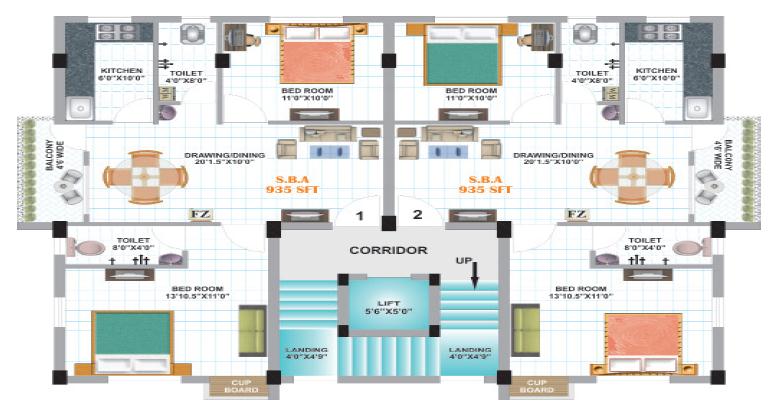 KITCHEN
6'0"X10'0"
TOILET
4'0"X8'0"
W/M
BED ROOM
11'0"X10'0"
BED ROOM
11'0"X10'0"
TOILET
4'0"X8'0"
W/M
KITCHEN
6'0"X10'0"
BALCONY
4'6' WIDE
DRAWING/DINING
20'1.5"X10'0"
S.B.A
935 SFT
S.B.A
935 SFT
DRAWING/DINING
20'1.5"X10'0"
BALCONY
4'6' WIDE
FZ
1
2
FZ
TOILET
8'0"X4'0"
CORRIDOR
UP
TOILET
8'0"X4'0"
BED ROOM
13'10.5"X11'0"
LIFT
5'6"X5'0"
BED ROOM
13'10.5"X11'0"
LANDING
4'0"X4'9"
LANDING
4'0"X4'9"
CUP
BOARD
CUP
BOARD